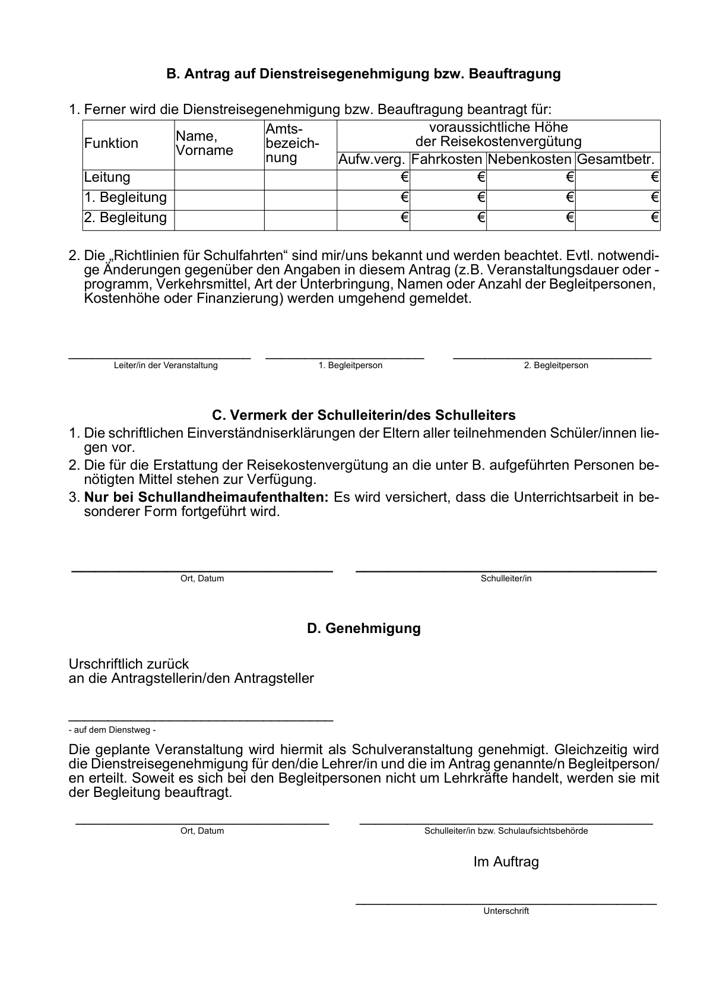 B. Antrag auf Dienstreisegenehmigung bzw. Beauftragung
1. Ferner wird die Dienstreisegenehmigung bzw. Beauftragung beantragt für:
Funktion
Name,
Vorname
Amts-
bezeich-
nung
voraussichtliche Höhe
der Reisekostenvergütung
Aufw.verg. Fahrkosten Nebenkosten Gesamtbetr.
Leitung € € € €
1. Begleitung € € € €
2. Begleitung € € € €
2. Die „Richtlinien für Schulfahrten“ sind mir/uns bekannt und werden beachtet. Evtl. notwendi-
ge Änderungen gegenüber den Angaben in diesem Antrag (z.B. Veranstaltungsdauer oder -
programm, Verkehrsmittel, Art der Unterbringung, Namen oder Anzahl der Begleitpersonen,
Kostenhöhe oder Finanzierung) werden umgehend gemeldet.
Leiter/in der Veranstaltung 1. Begleitperson 2. Begleitperson
C. Vermerk der Schulleiterin/des Schulleiters
1. Die schriftlichen Einverständniserklärungen der Eltern aller teilnehmenden Schüler/innen lie-
gen vor.
2. Die für die Erstattung der Reisekostenvergütung an die unter B. aufgeführten Personen be-
nötigten Mittel stehen zur Verfügung.
3. Nur bei Schullandheimaufenthalten: Es wird versichert, dass die Unterrichtsarbeit in be-
sonderer Form fortgeführt wird.
Ort, Datum Schulleiter/in
D. Genehmigung
Urschriftlich zurück
an die Antragstellerin/den Antragsteller
- auf dem Dienstweg -
Die geplante Veranstaltung wird hiermit als Schulveranstaltung genehmigt. Gleichzeitig wird
die Dienstreisegenehmigung für den/die Lehrer/in und die im Antrag genannte/n Begleitperson/
en erteilt. Soweit es sich bei den Begleitpersonen nicht um Lehrkräfte handelt, werden sie mit
der Begleitung beauftragt.
Ort, Datum Schulleiter/in bzw. Schulaufsichtsbehörde
Im Auftrag
Unterschrift